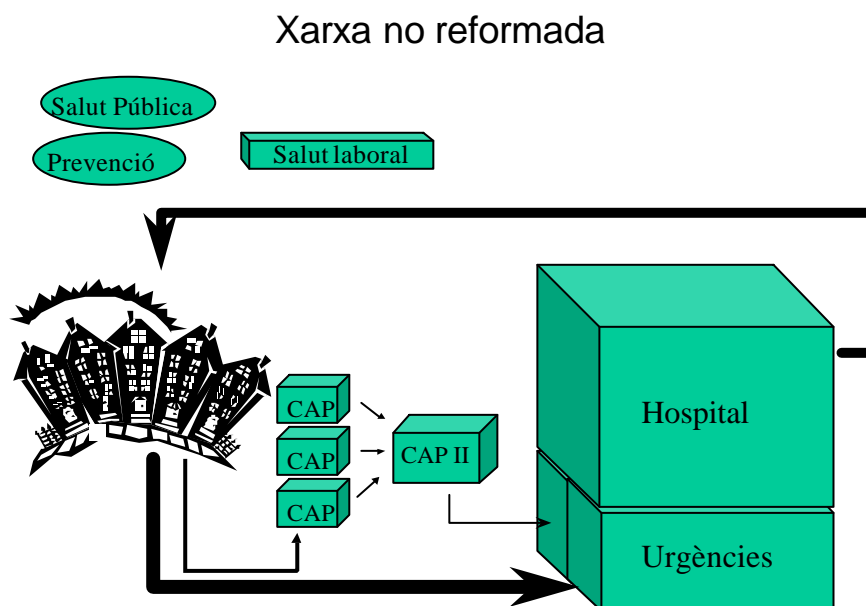 Xarxa no reformada
Salut Pública
Prevenció
Salut laboral
CAP
CAP
CAP
CAP II
Hospital
Urgències